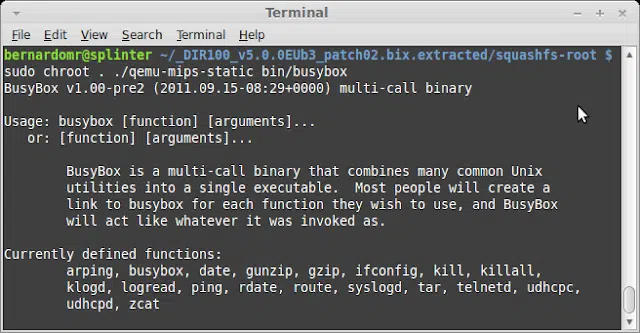 Terminal
File Edit View Search Terminal Help
bernardomr@splinter ~/_DIR100_v5.0.0EUb3_patch02.bix.extracted/squashfs-root $
sudo chroot . ./qemu-mips-static bin/busybox
BusyBox v1.00-pre2 (2011.09.15-08:29+0000) multi-call binary
Usage: busybox [function] [arguments]...
or: [function] [arguments]...
BusyBox is a multi-call binary that combines many common Unix
utilities into a single executable. Most people will create a
link to busybox for each function they wish to use, and BusyBox
will act like whatever it was invoked as.
Currently defined functions:
arping, busybox, date, gunzip, gzip, ifconfig, kill, killall,
klogd, logread, ping, rdate, route, syslogd, tar, telnetd, udhcpc,
udhcpd, zcat